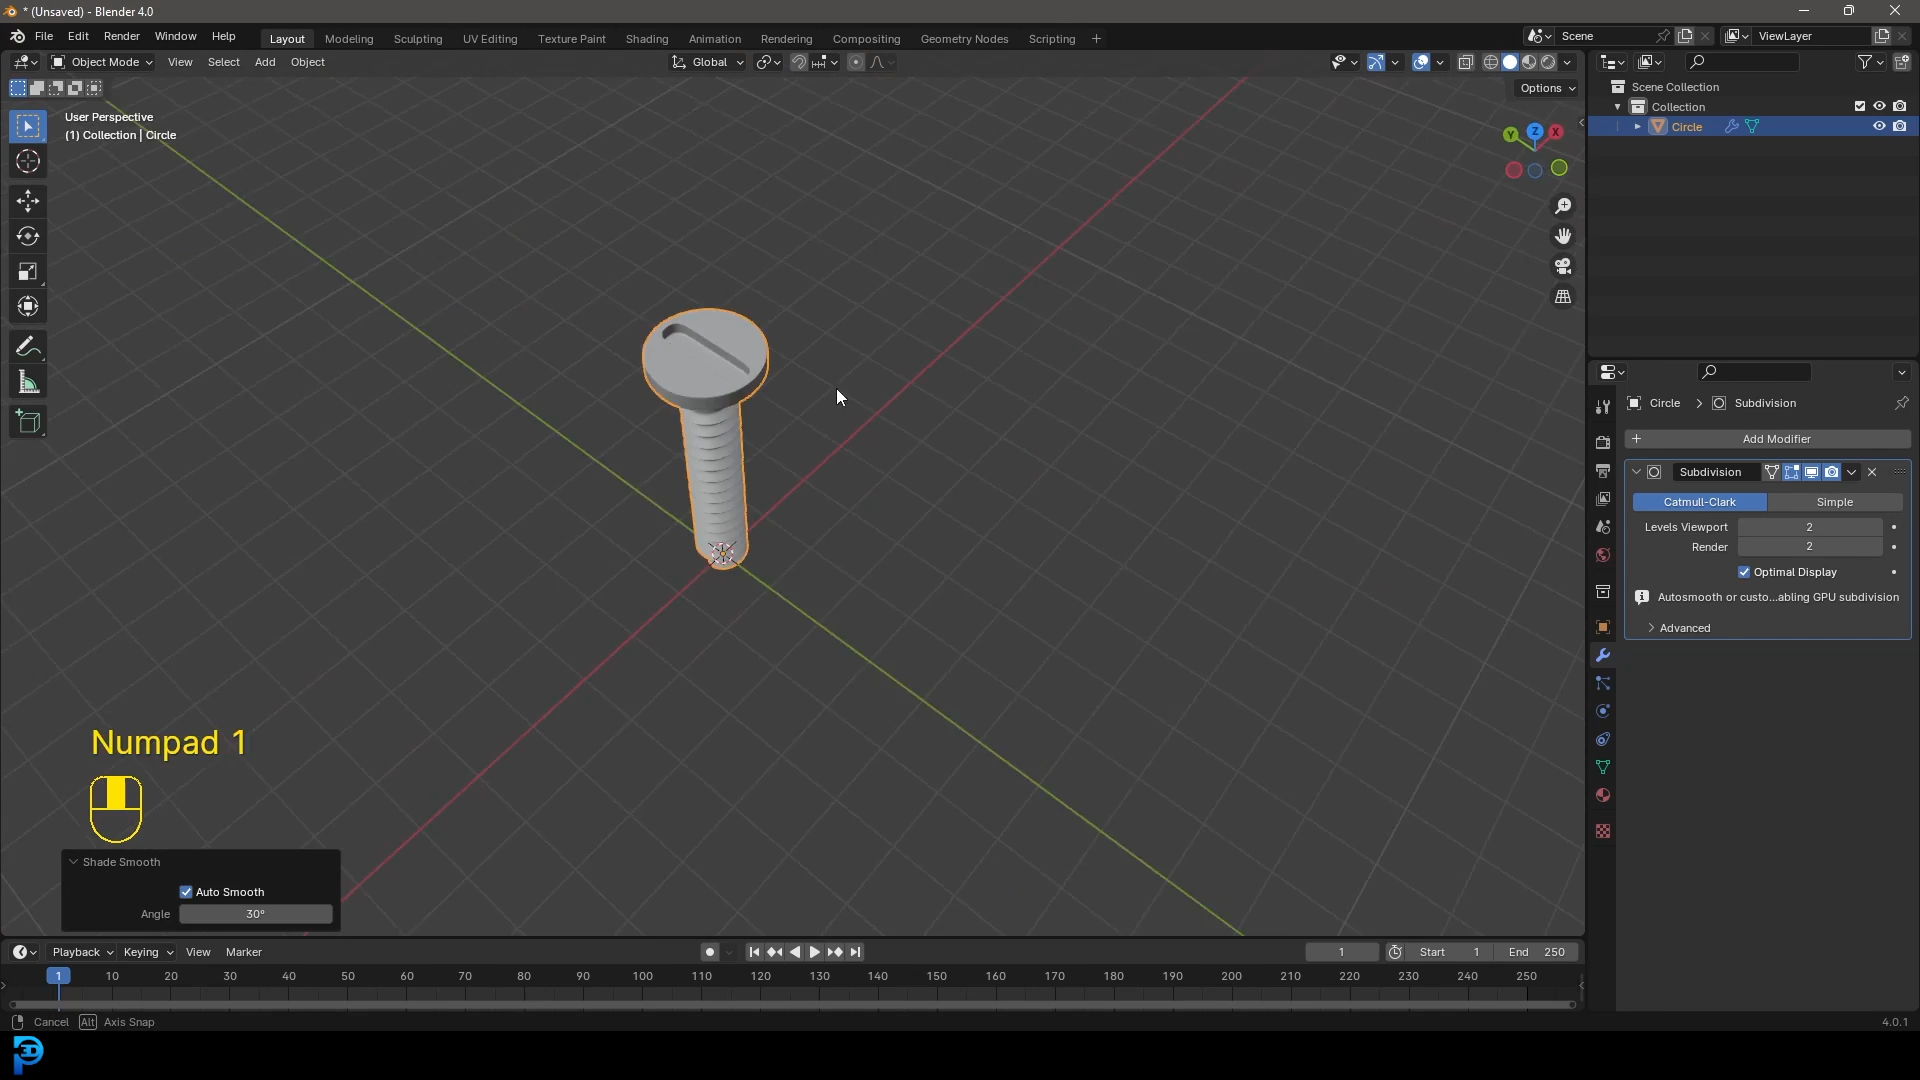 * (Unsaved) - Blender 4.0
File Edit Render Window Help Layout Modeling Sculpting UV Editing Texture Paint Shading Animation Rendering Compositing Geometry Nodes Scripting + Scene ViewLayer
Object Mode View Select Add Object Global
Options
User Perspective
(1) Collection | Circle
Y Z X
Scene Collection
Collection
Circle
Circle > Subdivision
+ Add Modifier
Subdivision
Catmull-Clark Simple
Levels Viewport 2
Render 2
Optimal Display
Autosmooth or custo...abling GPU subdivision
Advanced
Numpad 1
Shade Smooth
Auto Smooth
Angle 30°
Playback Keying View Marker 1 Start 1 End 250
1 10 20 30 40 50 60 70 80 90 100 110 120 130 140 150 160 170 180 190 200 210 220 230 240 250
Cancel Alt Axis Snap 4.0.1
3D